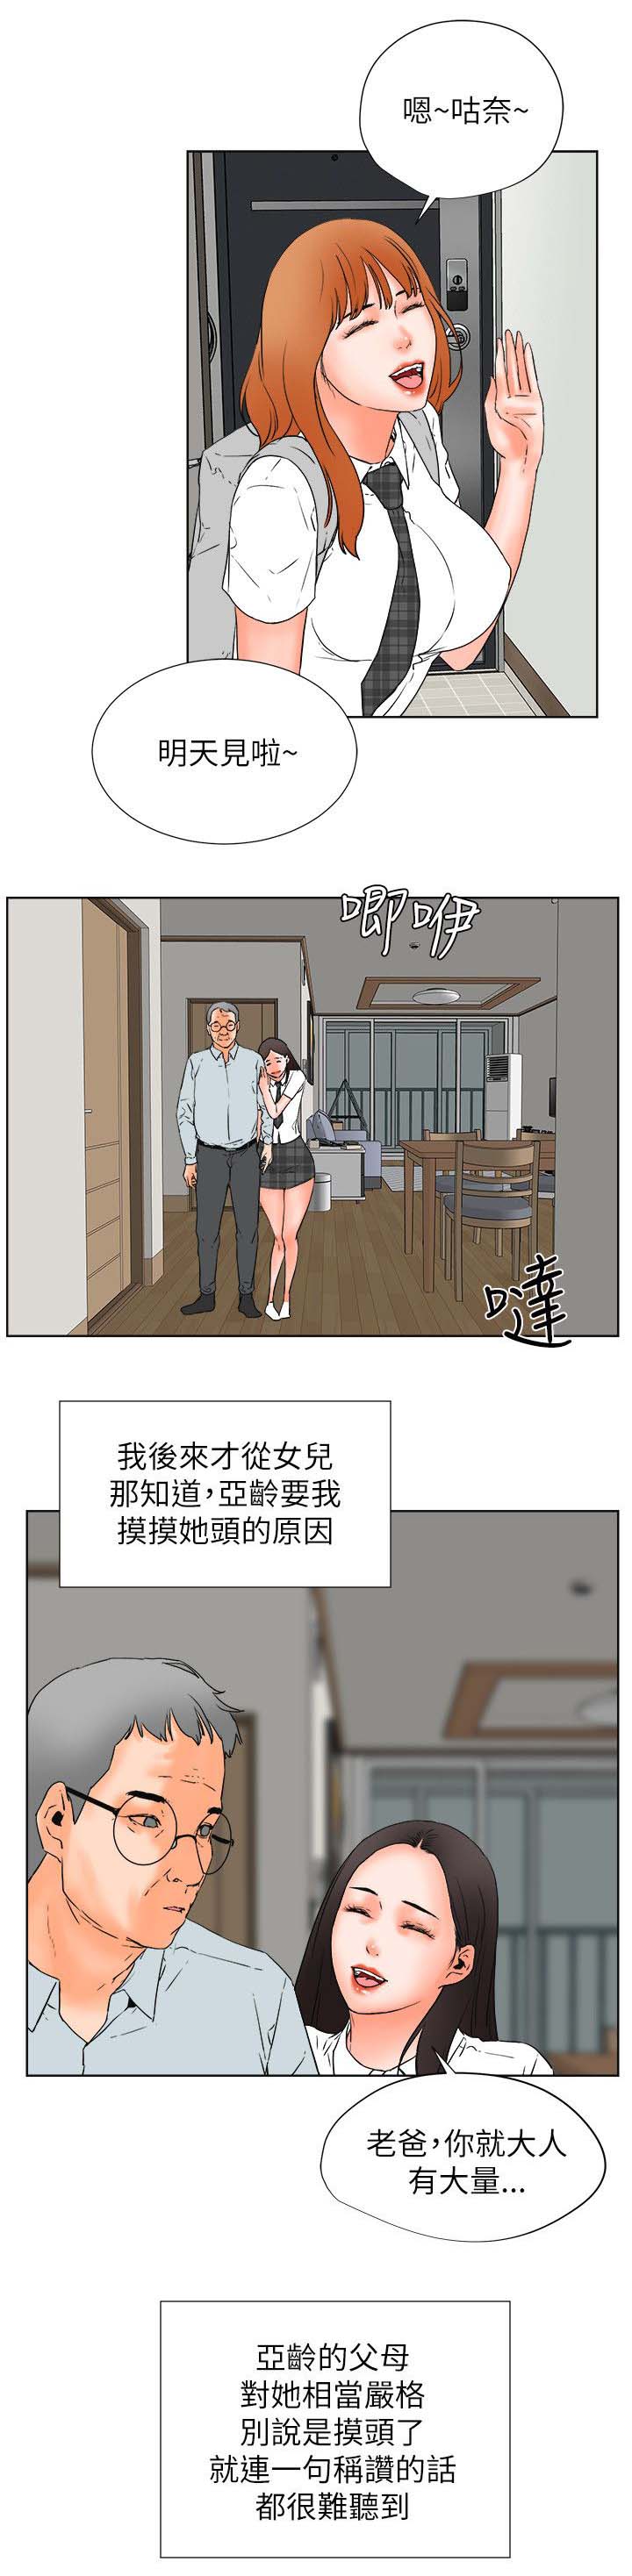 嗯~咕奈~
明天見啦~
唧咿
噠
我後來才從女兒
那知道,亞齡要我
摸摸她頭的原因
老爸,你就大人
有大量...
亞齡的父母
對她相當嚴格
別說是摸頭了
就連一句稱讚的話
都很難聽到